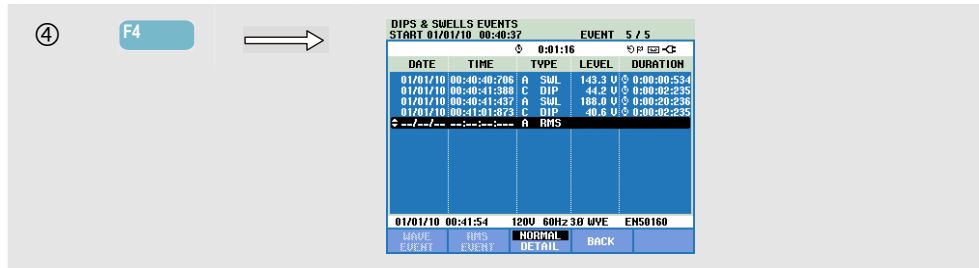 ④ F4
DIPS & SWELLS EVENTS
START 01/01/10 00:40:37 EVENT 5 / 5
0:01:16
DATE TIME TYPE LEVEL DURATION
01/01/10 00:40:40:706 A SWL 143.3 V 0:00:00:534
01/01/10 00:40:41:388 C DIP 44.2 V 0:00:02:235
01/01/10 00:40:41:437 A SWL 188.0 V 0:00:20:236
01/01/10 00:41:01:873 C DIP 40.6 V 0:00:02:235
--/--/-- --:--:--:--- A RMS
01/01/10 00:41:54 120V 60Hz 3Ø WYE EN50160
WAVE EVENT RMS EVENT NORMAL DETAIL BACK